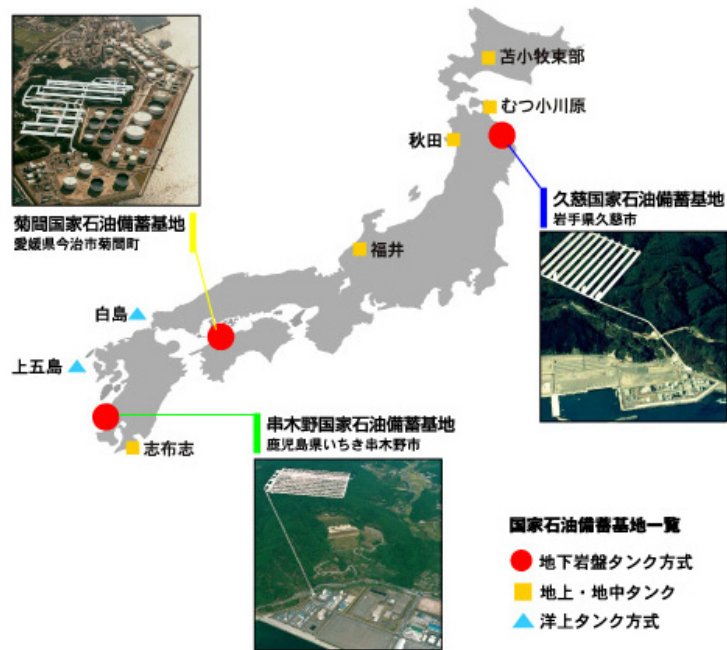 苫小牧東部
むつ小川原
秋田
久慈国家石油備蓄基地
岩手県久慈市
菊間国家石油備蓄基地
愛媛県今治市菊間町
福井
白島
上五島
串木野国家石油備蓄基地
鹿児島県いちき串木野市
志布志
国家石油備蓄基地一覧
地下岩盤タンク方式
地上・地中タンク
洋上タンク方式